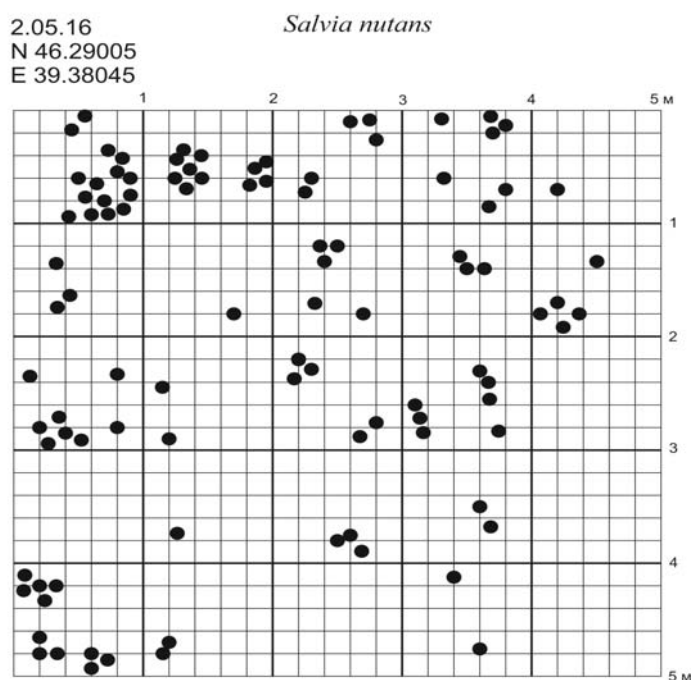 2.05.16
Salvia nutans
N 46.29005
E 39.38045
1 2 3 4 5 м
1
2
3
4
5 м